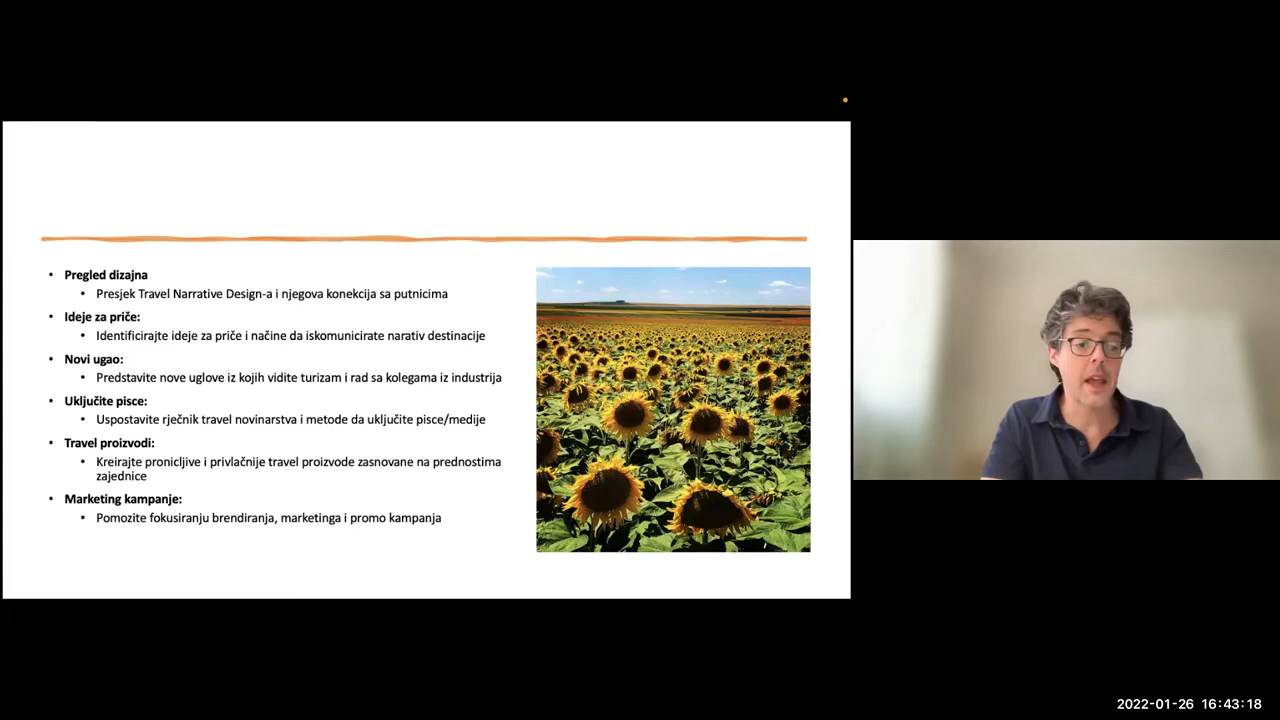 • Pregled dizajna
• Presjek Travel Narrative Design-a i njegova konekcija sa putnicima
• Ideje za priče:
• Identificirajte ideje za priče i načine da iskomunicirate narativ destinacije
• Novi ugao:
• Predstavite nove uglove iz kojih vidite turizam i rad sa kolegama iz industrija
• Uključite pisce:
• Uspostavite rječnik travel novinarstva i metode da uključite pisce/medije
• Travel proizvodi:
• Kreirajte pronicljive i privlačnije travel proizvode zasnovane na prednostima
zajednice
• Marketing kampanje:
• Pomozite fokusiranju brendiranja, marketinga i promo kampanja
2022-01-26 16:43:18